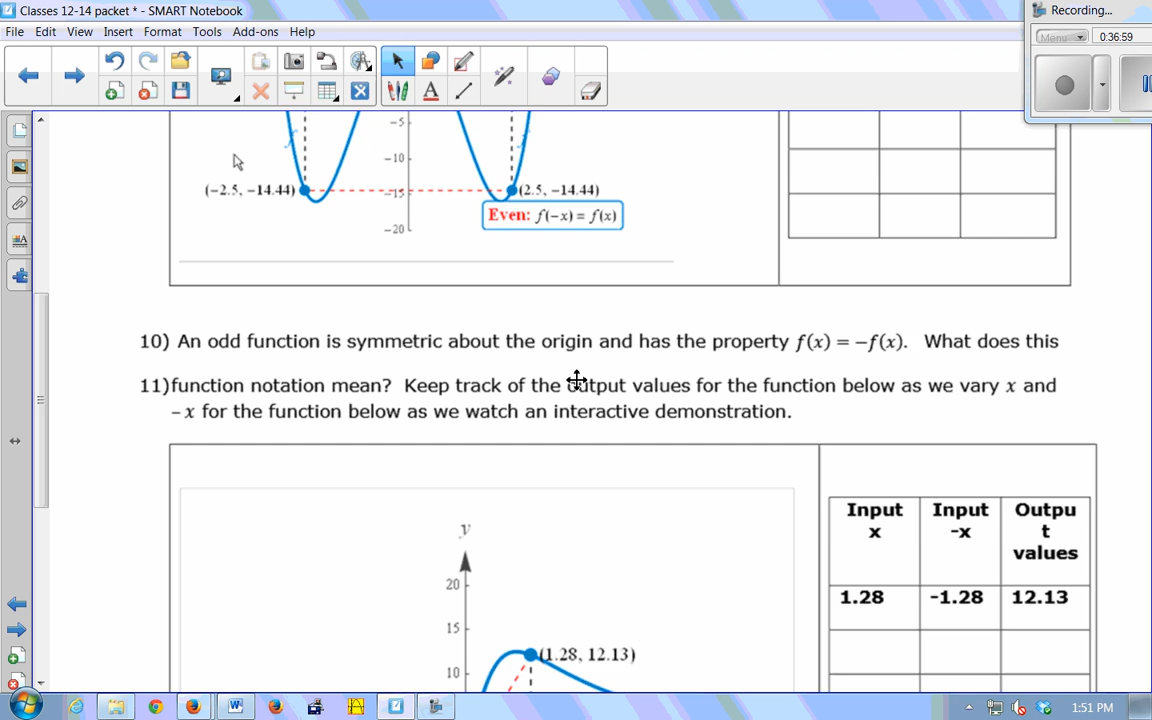 Classes 12-14 packet * - SMART Notebook
Recording...
File Edit View Insert Format Tools Add-ons Help
Menu
0:36:59
−5
−10
(−2.5, −14.44)
−15
(2.5, −14.44)
Even: f(−x) = f(x)
−20
10) An odd function is symmetric about the origin and has the property f(x) = −f(x). What does this
11)function notation mean? Keep track of the output values for the function below as we vary x and
−x for the function below as we watch an interactive demonstration.
Input x
Input -x
Outpu t values
y
20
1.28 -1.28 12.13
15
(1.28, 12.13)
10
1:51 PM